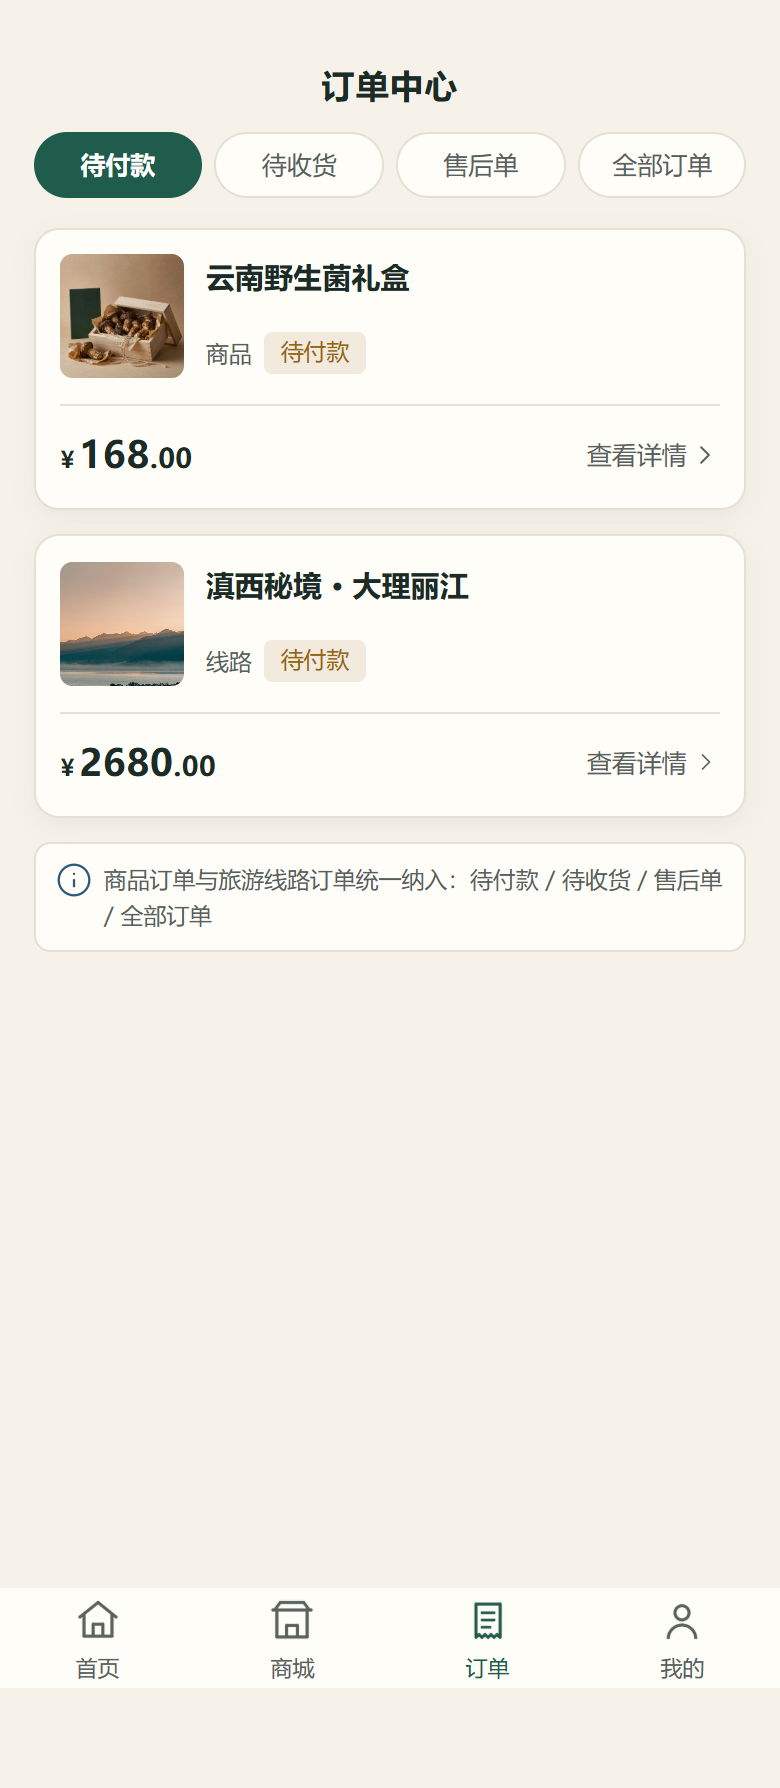 订单中心
待付款 待收货 售后单 全部订单
云南野生菌礼盒
商品 待付款
¥168.00 查看详情
滇西秘境·大理丽江
线路 待付款
¥2680.00 查看详情
商品订单与旅游线路订单统一纳入：待付款 / 待收货 / 售后单
/ 全部订单
首页 商城 订单 我的